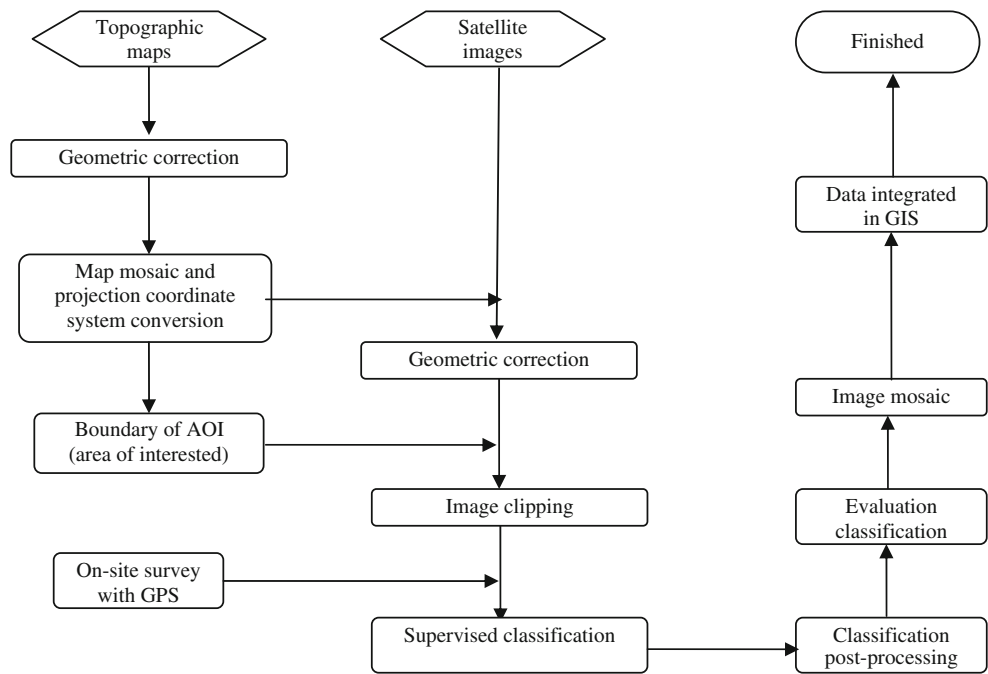 Topographic
maps
Satellite
images
Finished
Geometric correction
Data integrated
in GIS
Map mosaic and
projection coordinate
system conversion
Geometric correction
Image mosaic
Boundary of AOI
(area of interested)
Image clipping
Evaluation
classification
On-site survey
with GPS
Supervised classification
Classification
post-processing